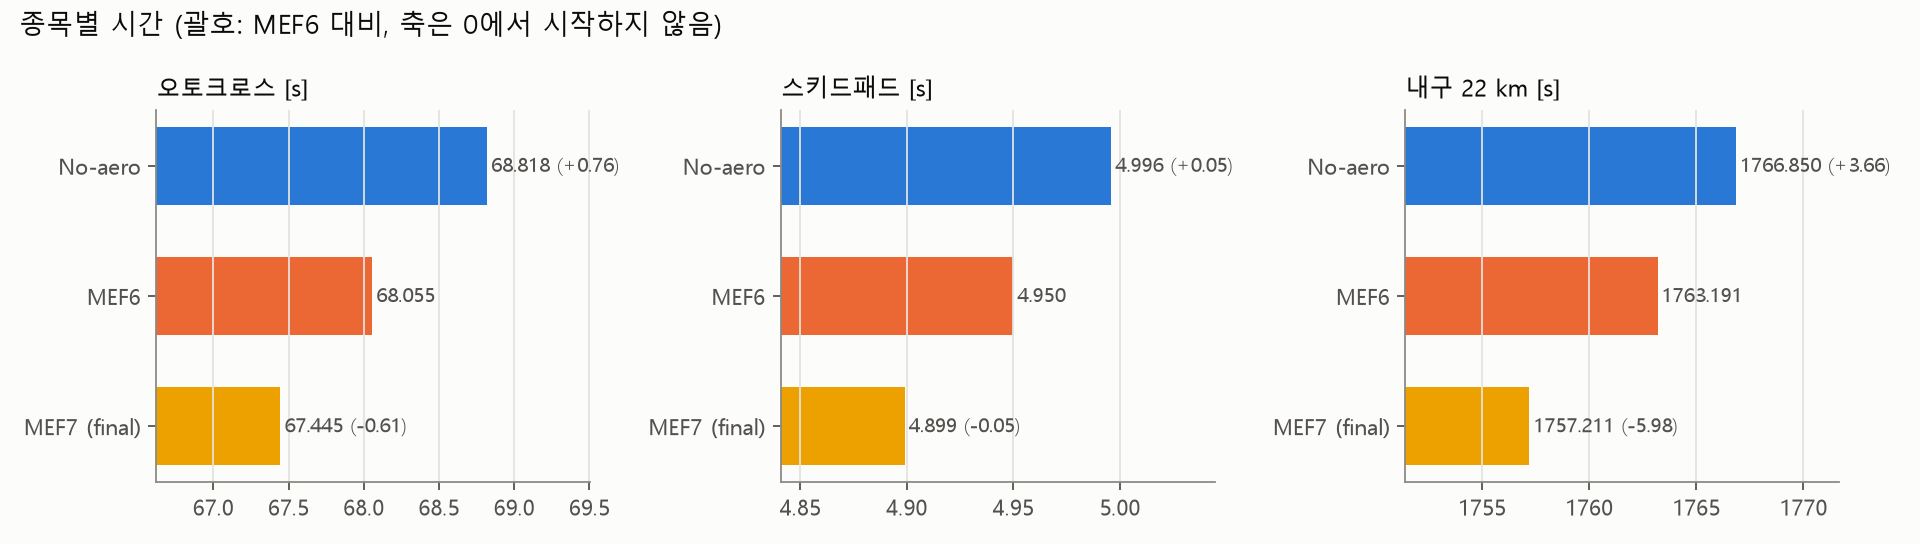 종목별 시간 (괄호: MEF6 대비, 축은 0에서 시작하지 않음)
오토크로스 [s]
No-aero
68.818 (+0.76)
MEF6
68.055
MEF7 (final)
67.445 (-0.61)
67.0 67.5 68.0 68.5 69.0 69.5
스키드패드 [s]
No-aero
4.996 (+0.05)
MEF6
4.950
MEF7 (final)
4.899 (-0.05)
4.85 4.90 4.95 5.00
내구 22 km [s]
No-aero
1766.850 (+3.66)
MEF6
1763.191
MEF7 (final)
1757.211 (-5.98)
1755 1760 1765 1770